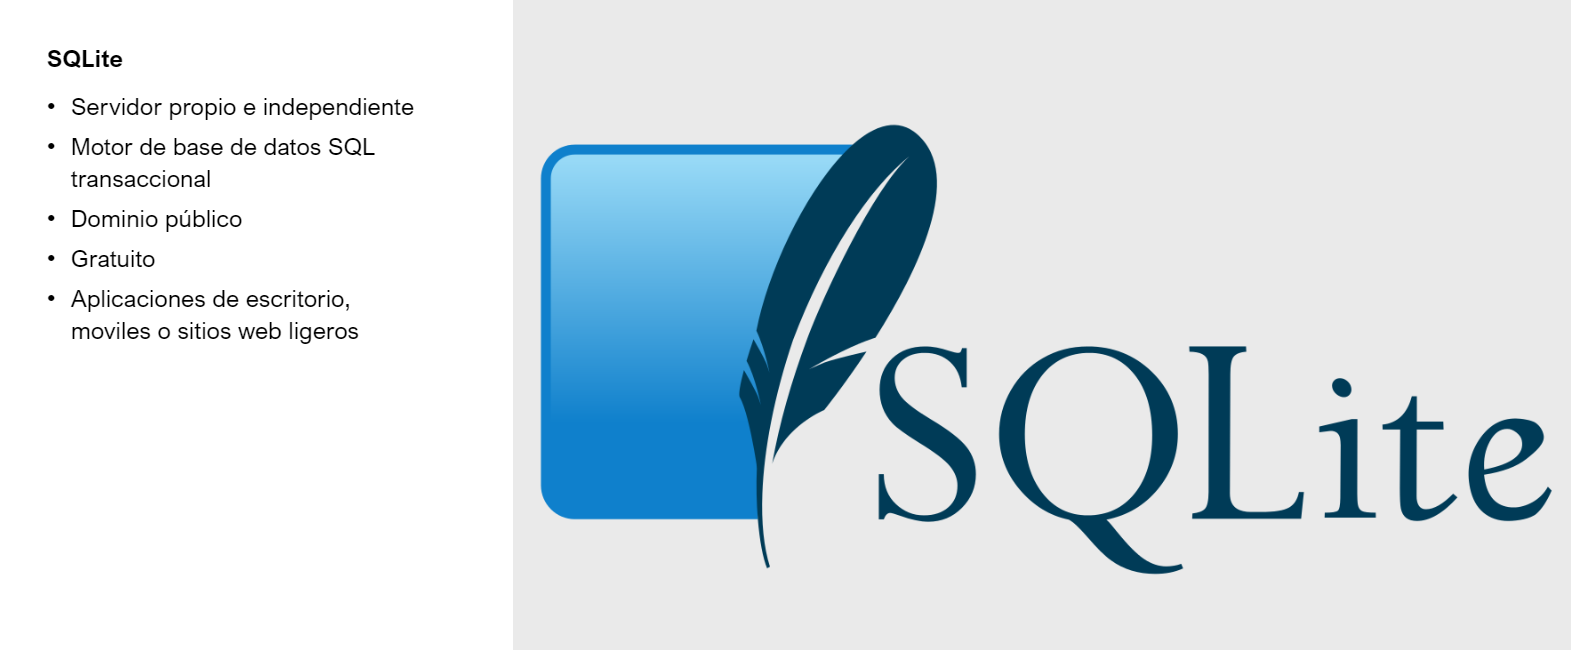 SQLite
• Servidor propio e independiente
• Motor de base de datos SQL
transaccional
• Dominio público
• Gratuito
• Aplicaciones de escritorio,
moviles o sitios web ligeros
SQLite